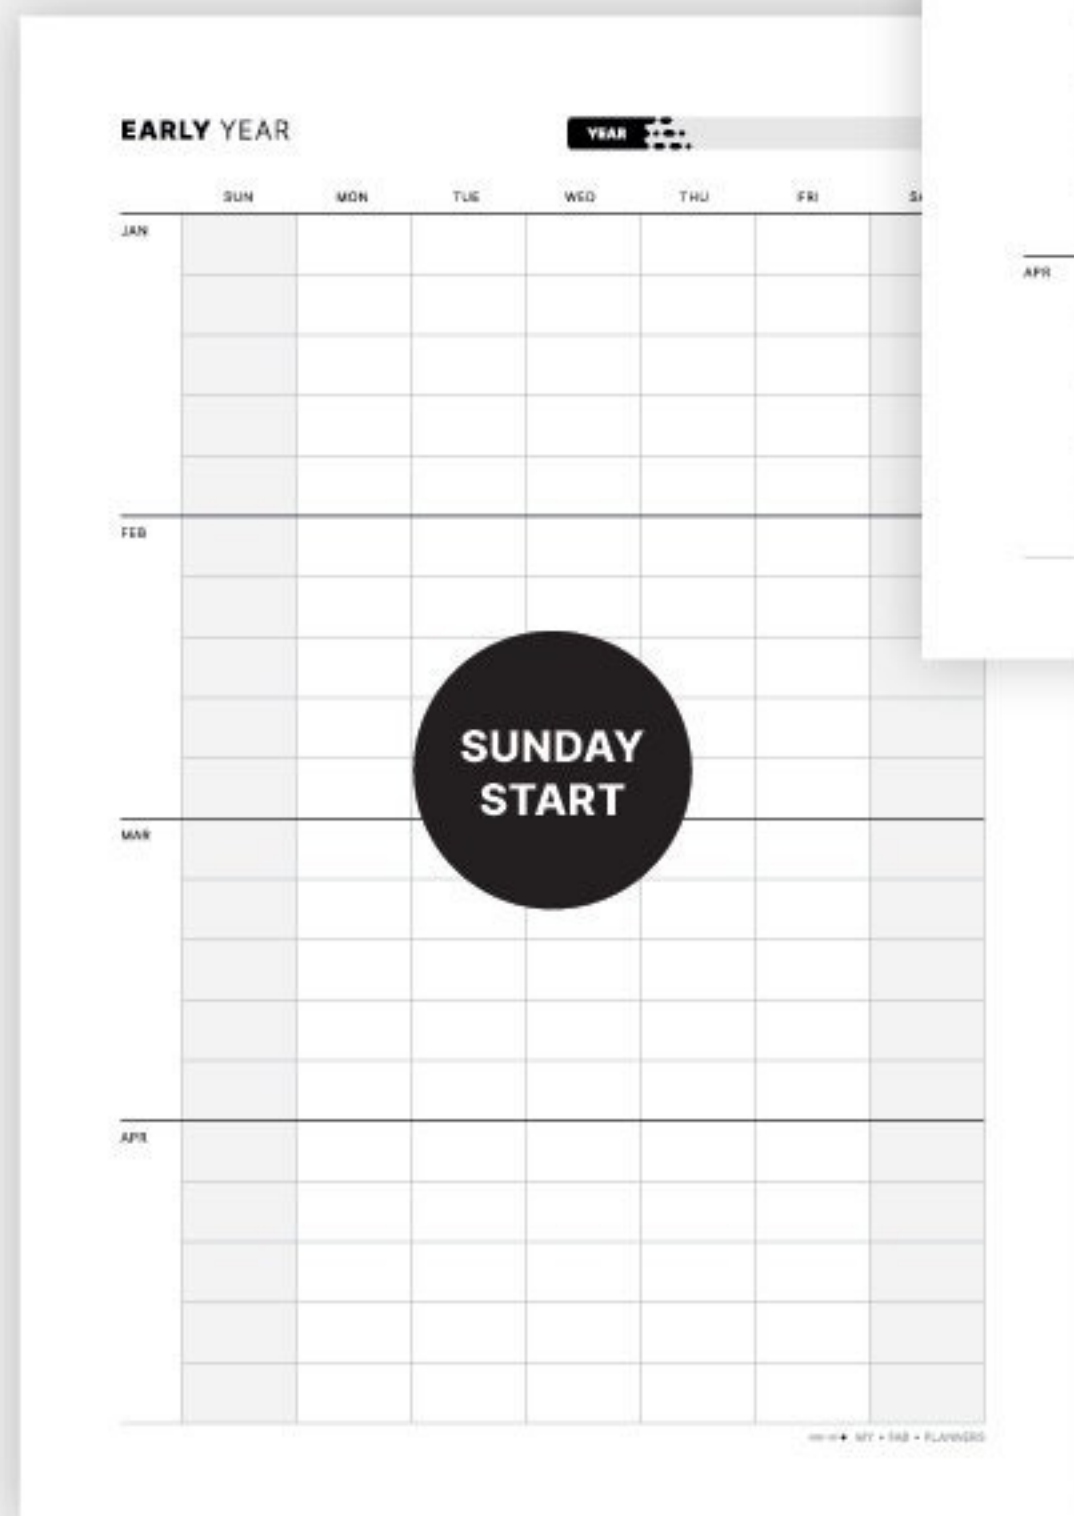 EARLY YEAR
YEAR
SUN MON TUE WED THU FRI
JAN
APR
FEB
SUNDAY
START
MAR
APR
MY • FAB • PLANNERS